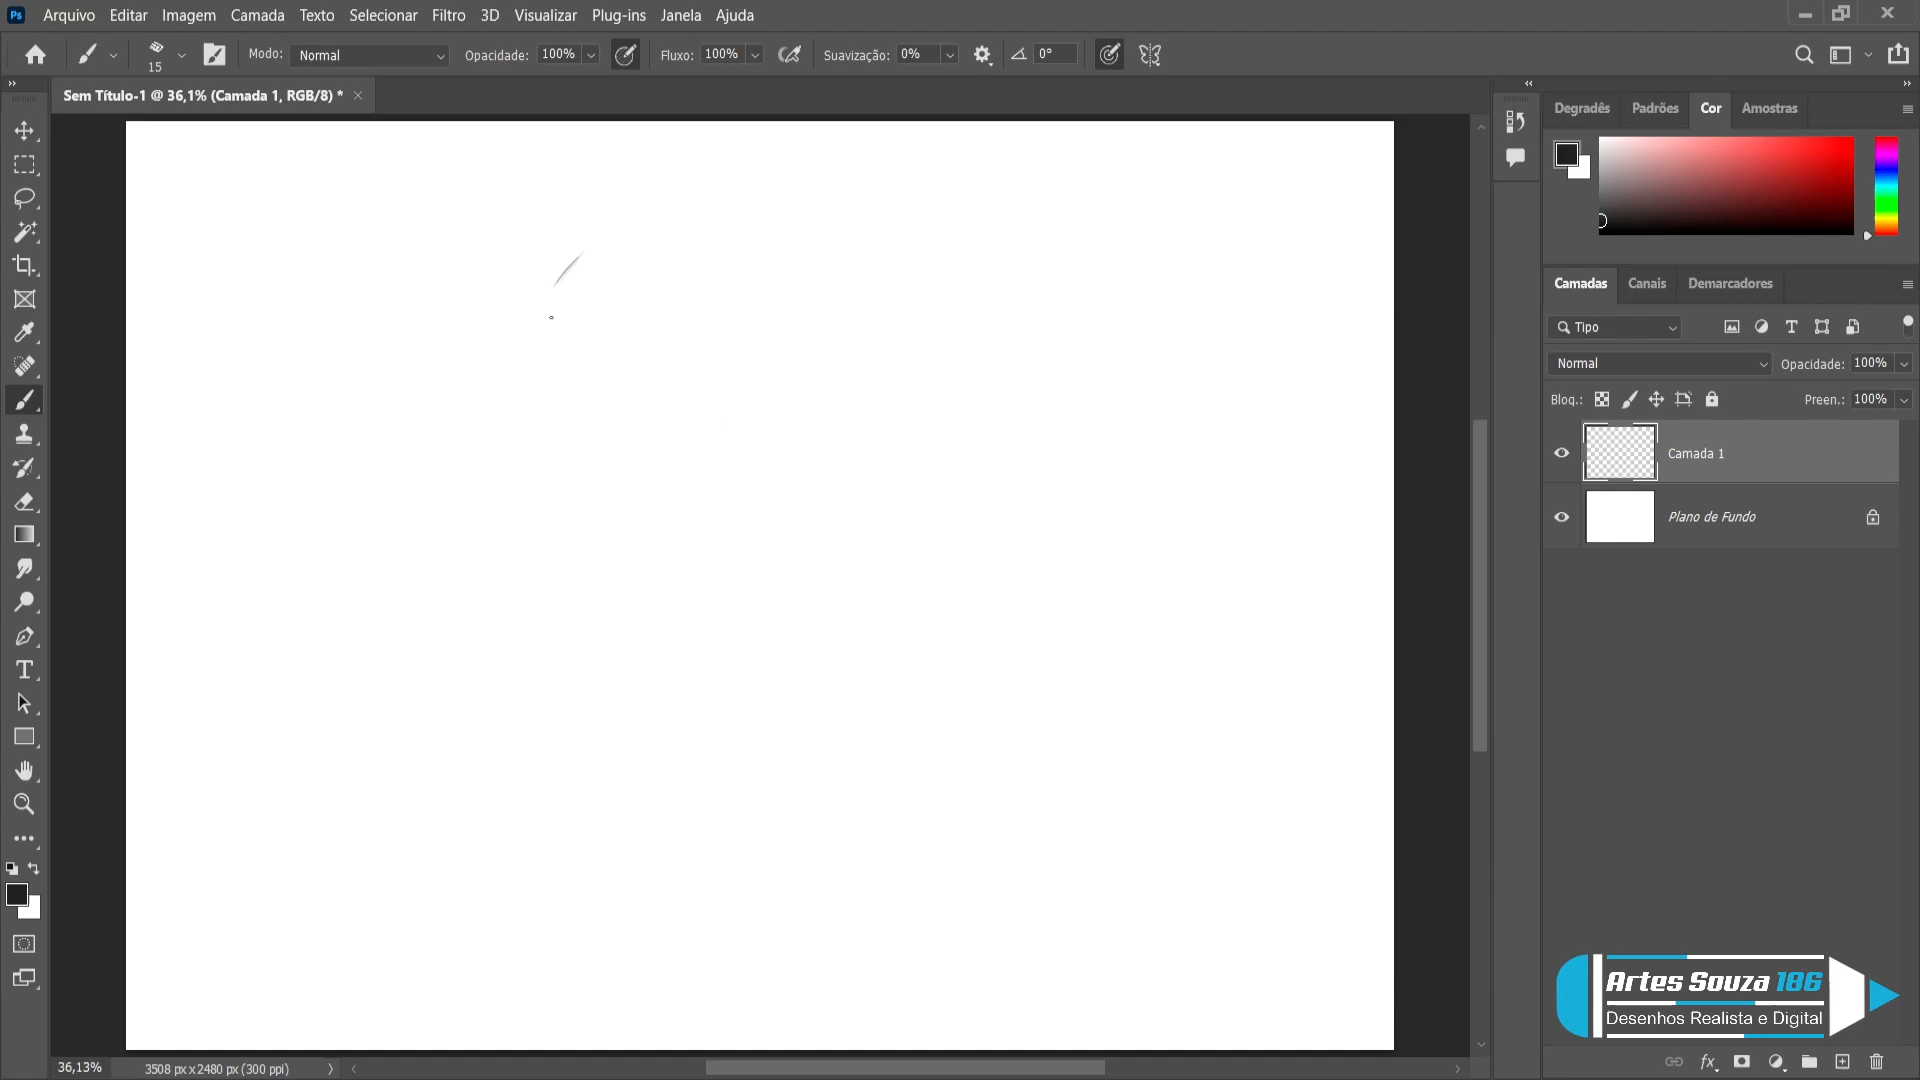 Ps Arquivo Editar Imagem Camada Texto Selecionar Filtro 3D Visualizar Plug-ins Janela Ajuda
15 Modo: Normal Opacidade: 100% Fluxo: 100% Suavização: 0% 0°
Sem Título-1 @ 36,1% (Camada 1, RGB/8) *
Degradês Padrões Cor Amostras
Camadas Canais Demarcadores
Tipo
Normal Opacidade: 100%
Bloq.: Preen.: 100%
Camada 1
Plano de Fundo
Artes Souza 186
Desenhos Realista e Digital
36,13% 3508 px x 2480 px (300 ppi)